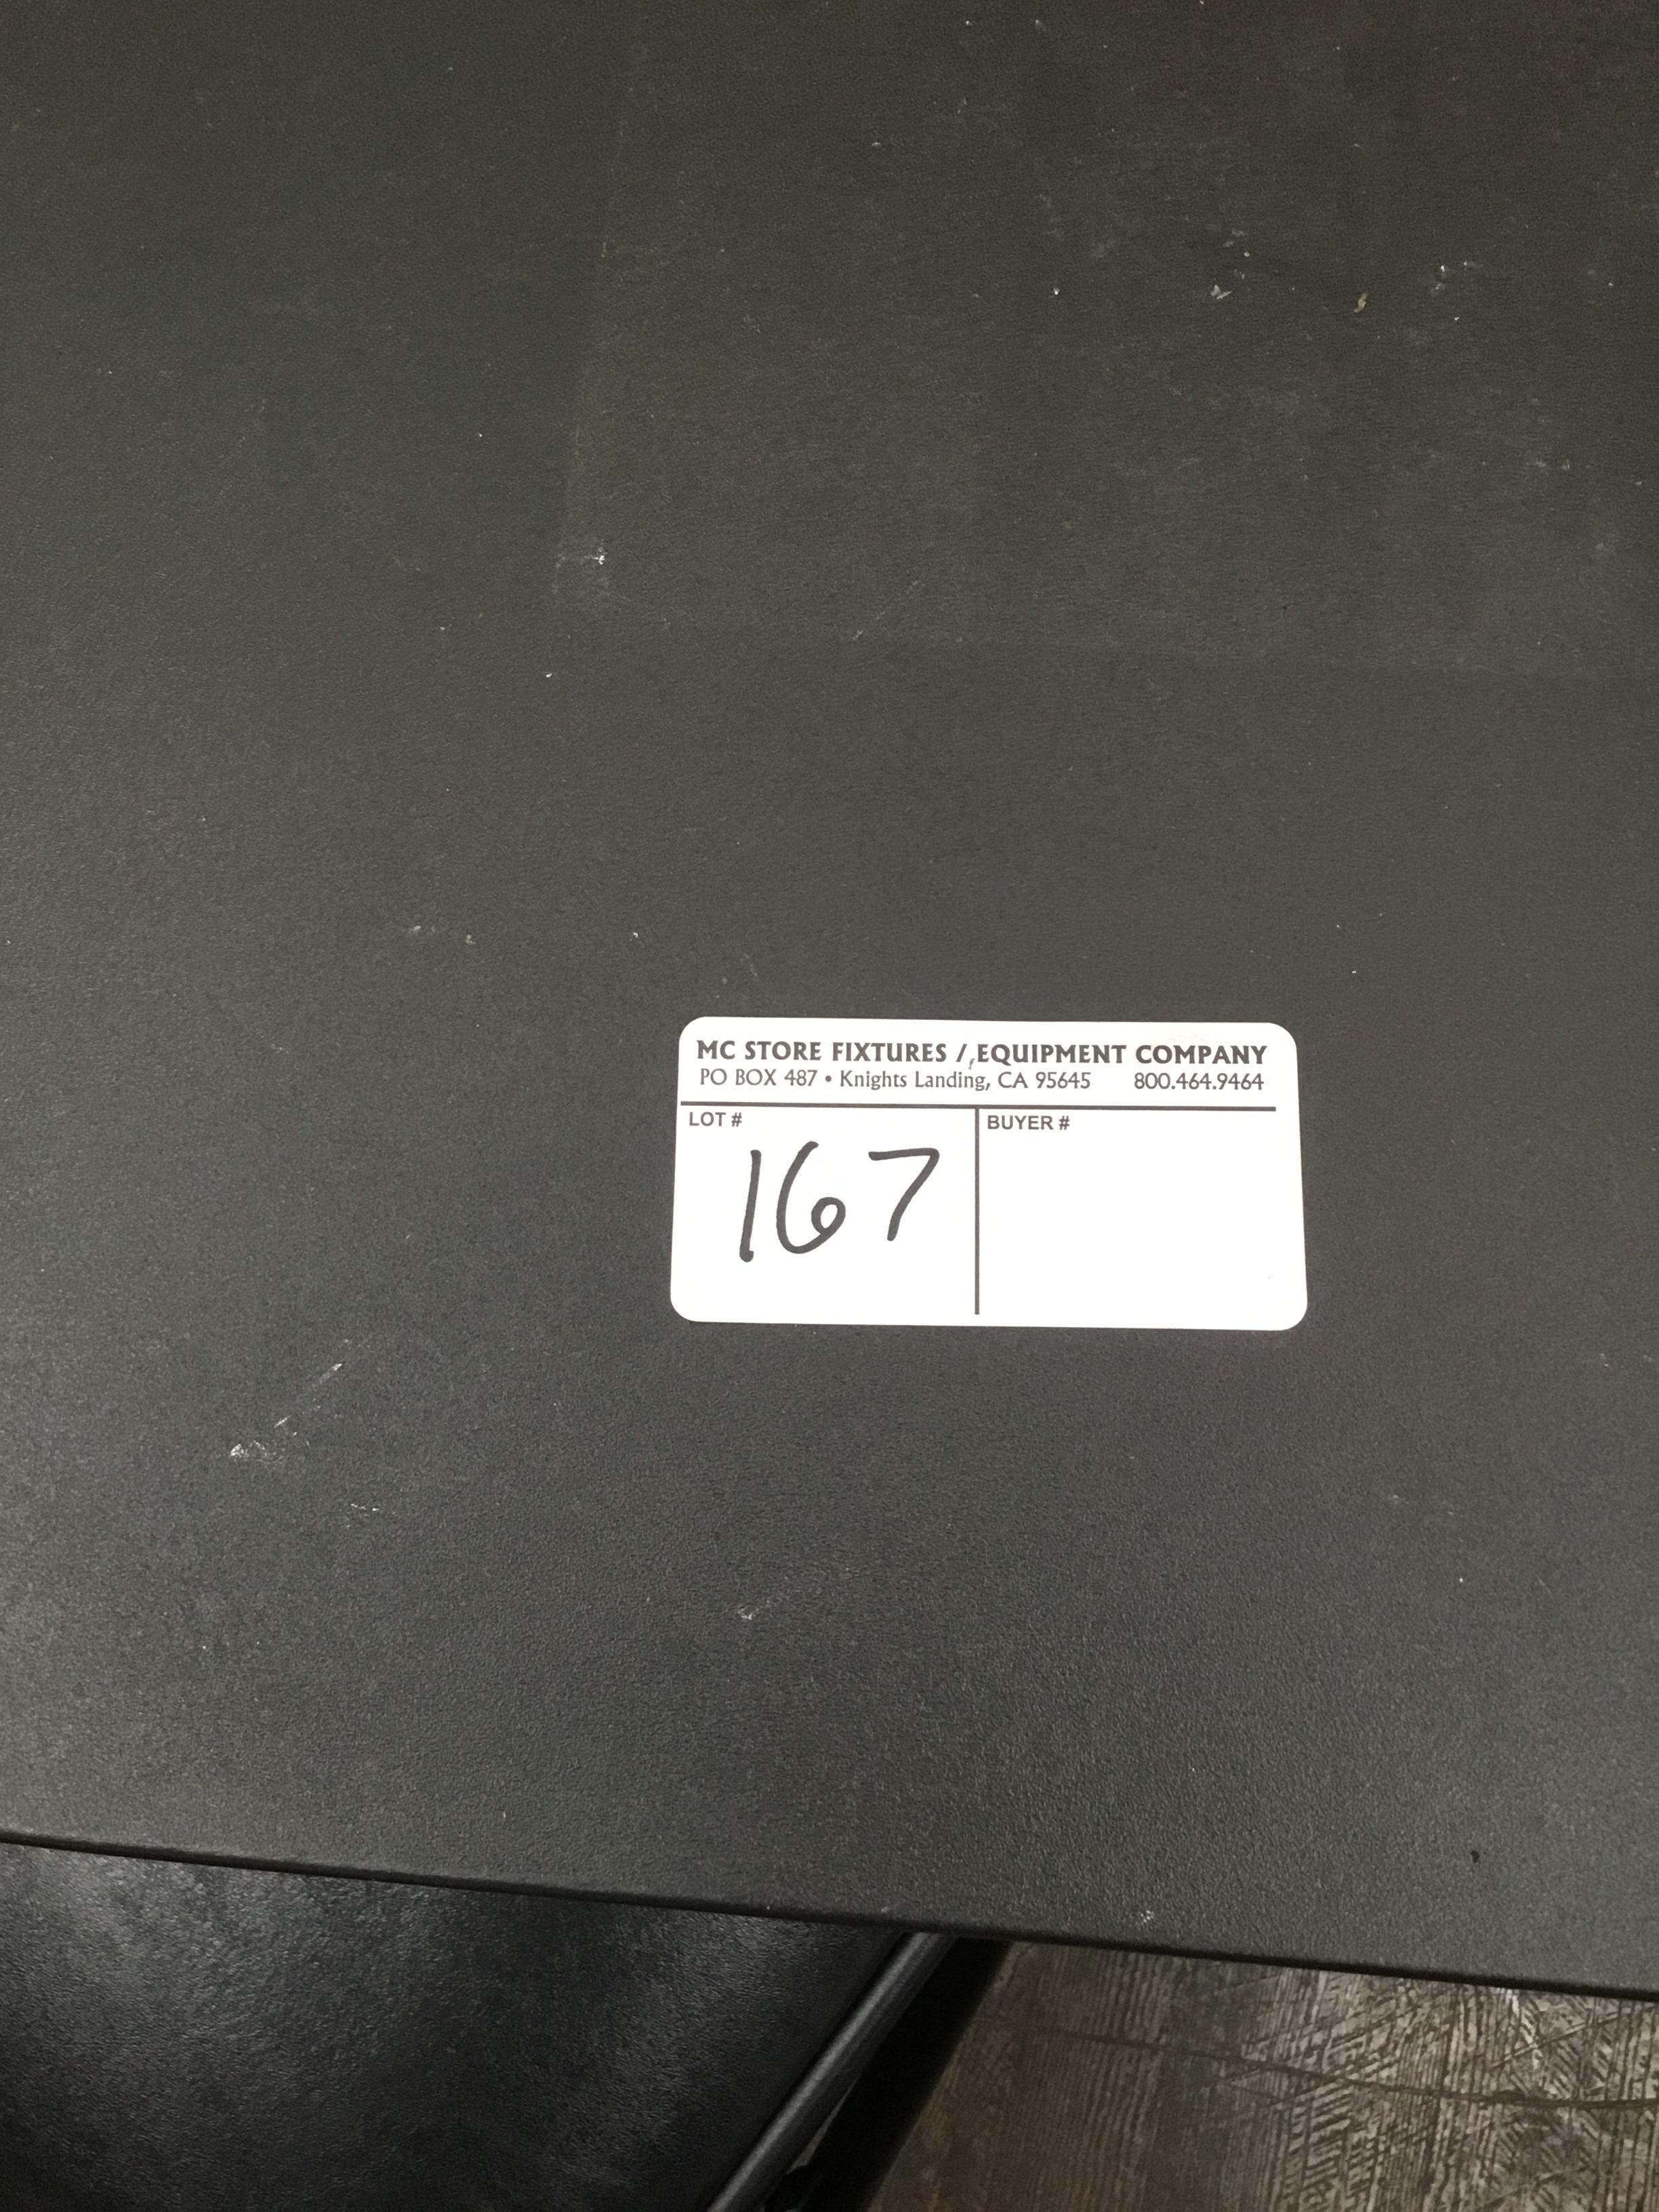 MC STORE FIXTURES / EQUIPMENT COMPANY
PO BOX 487 • Knights Landing, CA 95645 800.464.9464
LOT # BUYER #
167